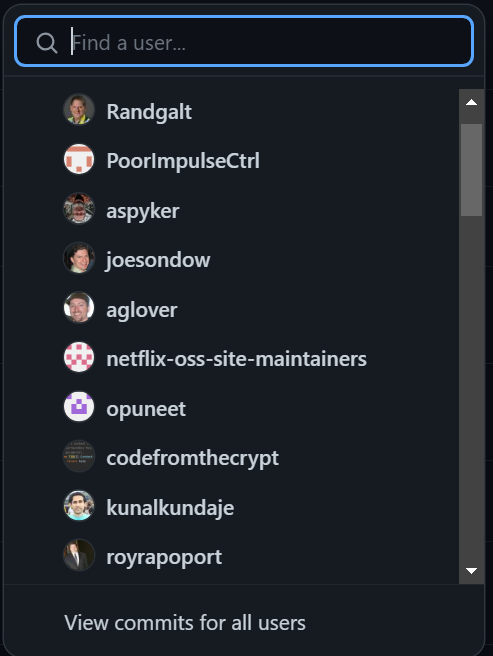 Find a user...
Randgalt
PoorImpulseCtrl
aspyker
joesondow
aglover
netflix-oss-site-maintainers
opuneet
codefromthecrypt
kunalkundaje
royrapoport
View commits for all users